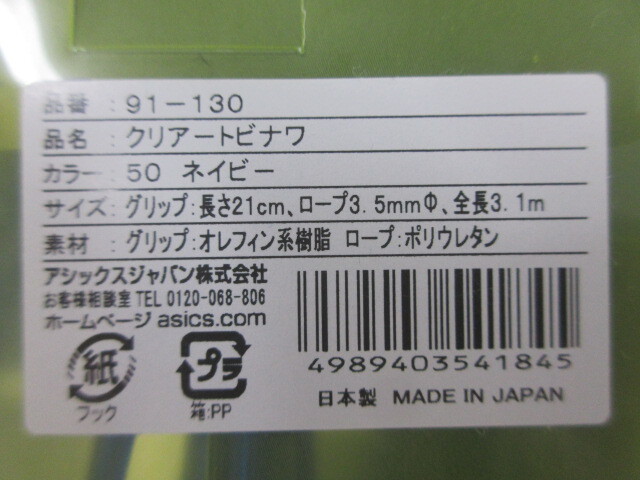 品番 : 91-130
品名 : クリアートビナワ
カラー : 50 ネイビー
サイズ : グリップ:長さ21cm、ロープ3.5mmΦ、全長3.1m
素材 : グリップ:オレフィン系樹脂 ロープ:ポリウレタン
アシックスジャパン株式会社
お客様相談室 TEL 0120-068-806
ホームページ asics.com
紙
フック
プラ
箱:PP
4989403541845
日本製 MADE IN JAPAN